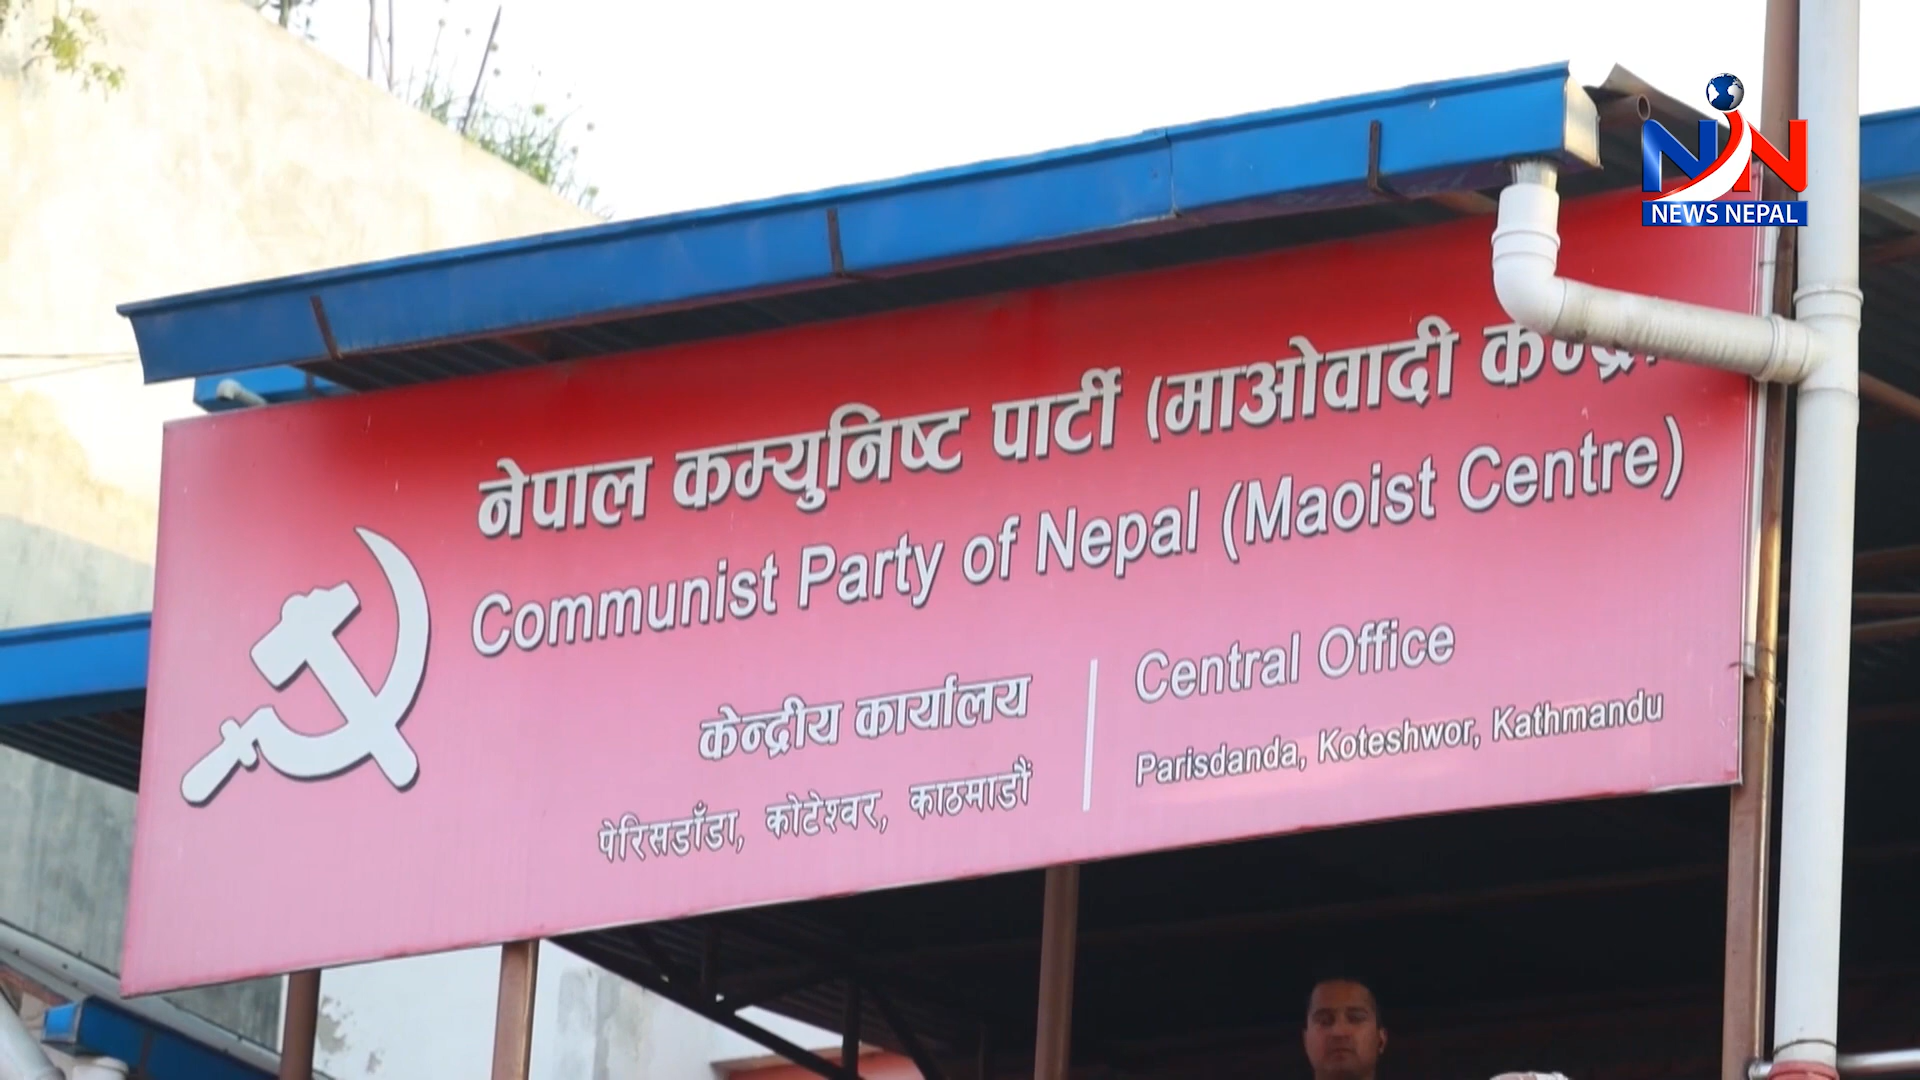 नेपाल कम्युनिष्ट पार्टी (माओवादी केन्द्र
Communist Party of Nepal (Maoist Centre)
केन्द्रीय कार्यालय
पेरिसडाँडा, कोटेश्वर, काठमाडौं
Central Office
Parisdanda, Koteshwor, Kathmandu
NN
NEWS NEPAL